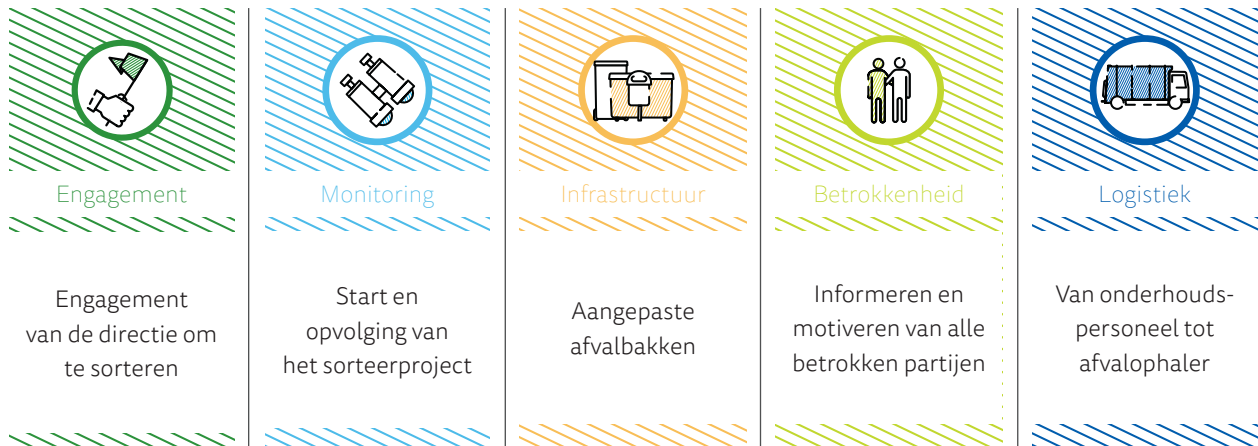 Engagement
Engagement
van de directie om
te sorteren
Monitoring
Start en
opvolging van
het sorteerproject
Infrastructuur
Aangepaste
afvalbakken
Betrokkenheid
Informeren en
motiveren van alle
betrokken partijen
Logistiek
Van onderhouds-
personeel tot
afvalophaler